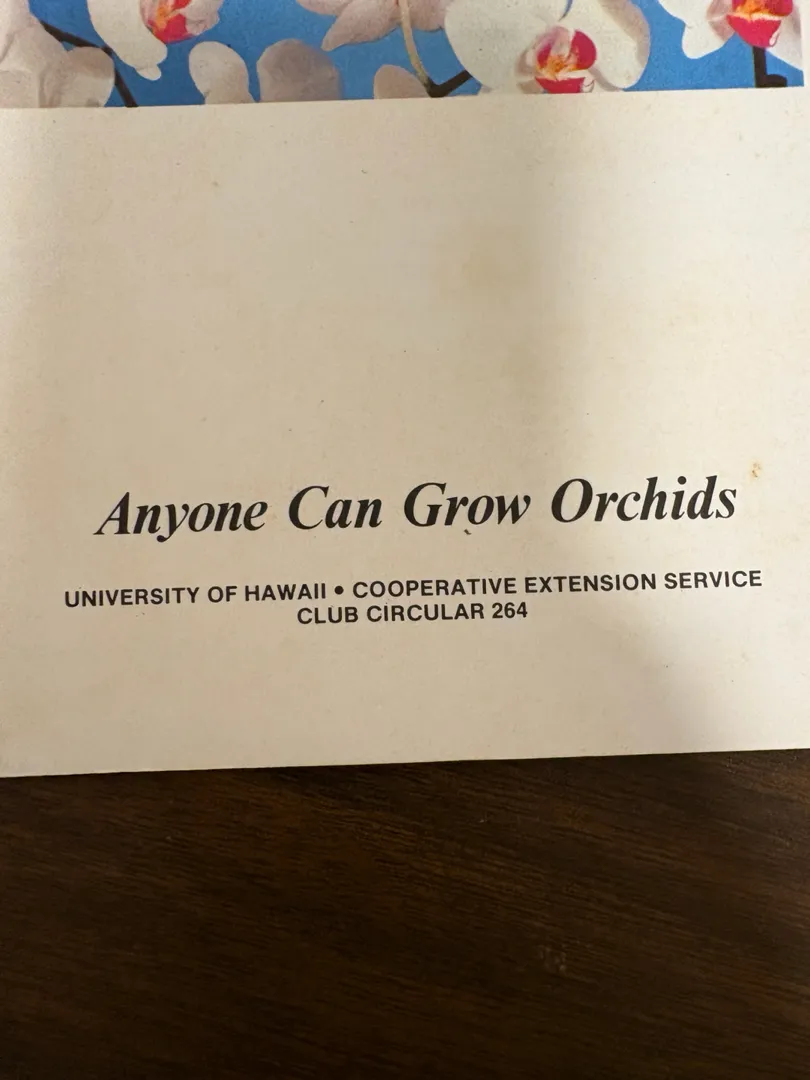 Anyone Can Grow Orchids
UNIVERSITY OF HAWAII • COOPERATIVE EXTENSION SERVICE
CLUB CIRCULAR 264